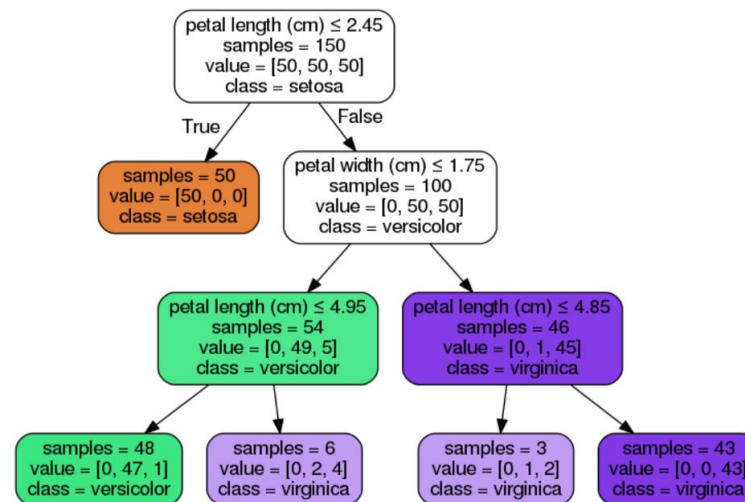 petal length (cm) ≤ 2.45
samples = 150
value = [50, 50, 50]
class = setosa
True
False
samples = 50
value = [50, 0, 0]
class = setosa
petal width (cm) ≤ 1.75
samples = 100
value = [0, 50, 50]
class = versicolor
petal length (cm) ≤ 4.95
samples = 54
value = [0, 49, 5]
class = versicolor
petal length (cm) ≤ 4.85
samples = 46
value = [0, 1, 45]
class = virginica
samples = 48
value = [0, 47, 1]
class = versicolor
samples = 6
value = [0, 2, 4]
class = virginica
samples = 3
value = [0, 1, 2]
class = virginica
samples = 43
value = [0, 0, 43]
class = virginica